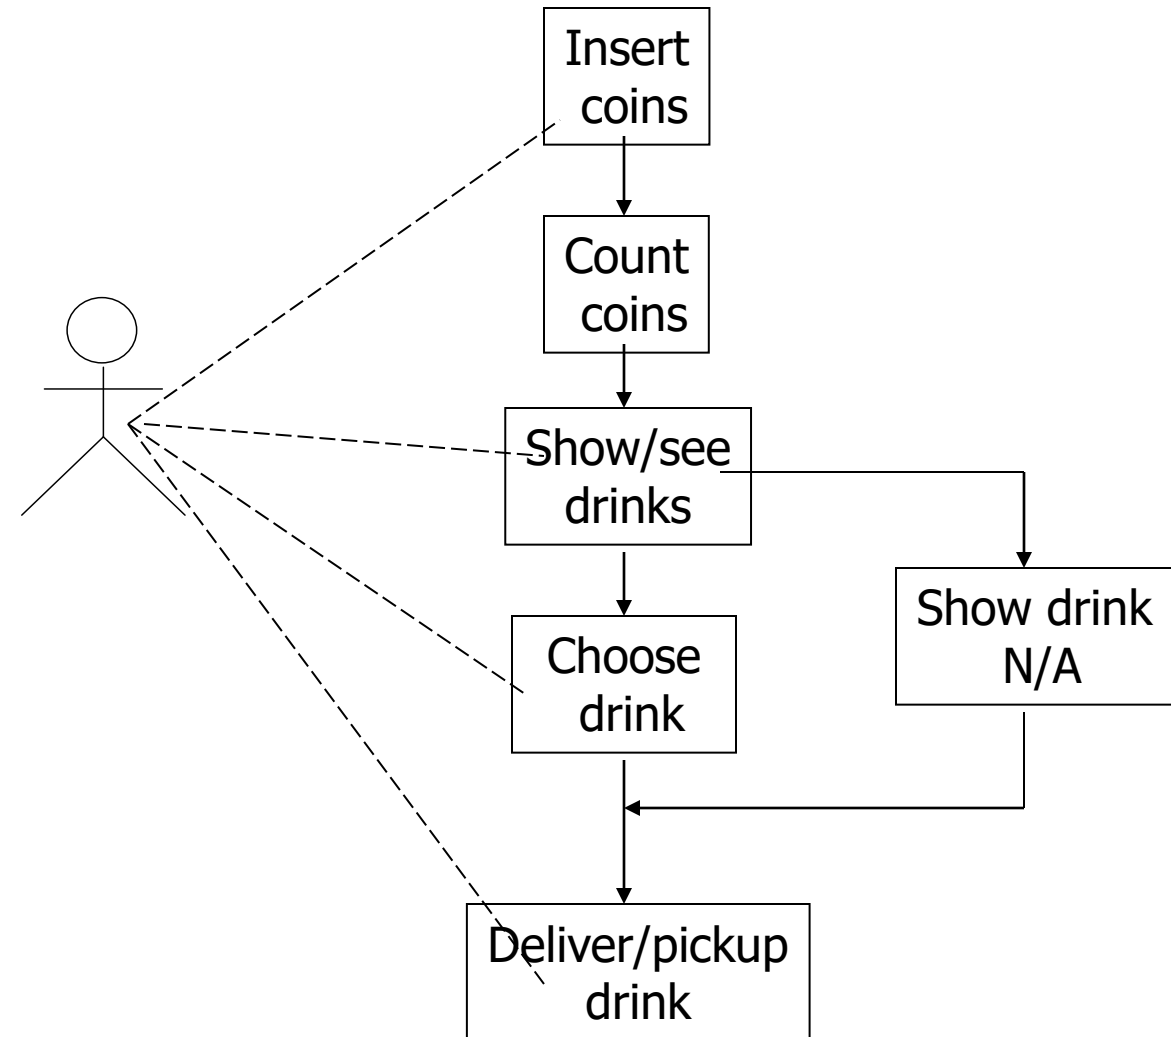 Insert
coins
Count
coins
Show/see
drinks
Choose
drink
Show drink
N/A
Deliver/pickup
drink